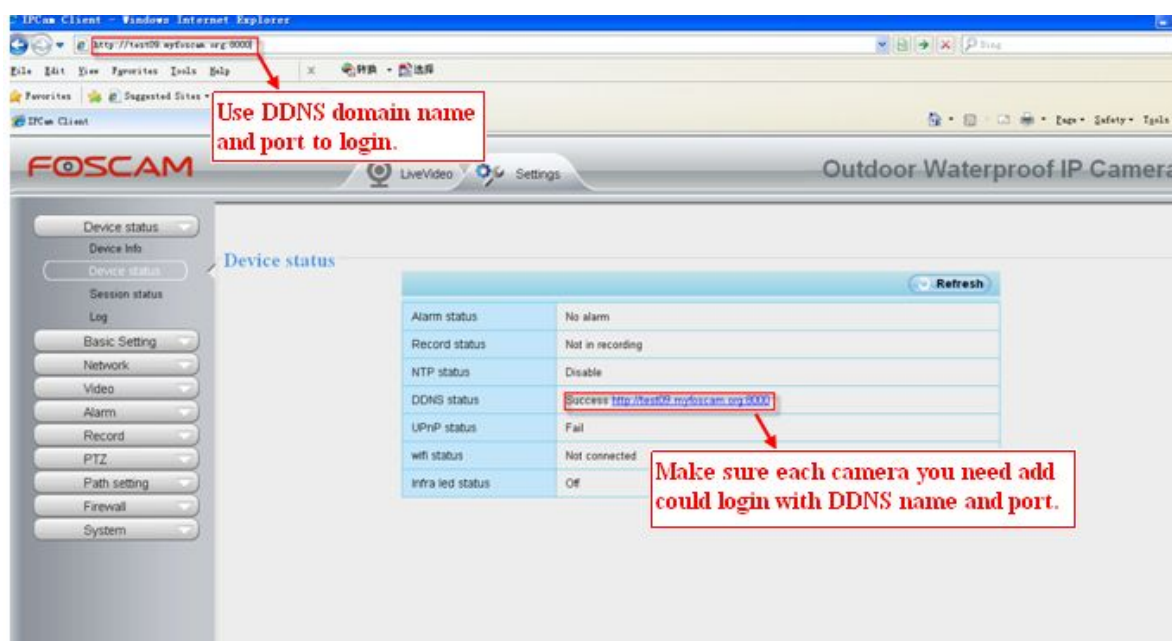 IPCam Client - Windows Internet Explorer
http://test09.myfoscam.org:8000
Bing
File Edit View Favorites Tools Help
x 转换 - 选择
Favorites Suggested Sites
IPCam Client
Page Safety Tools
Use DDNS domain name
and port to login.
FOSCAM
LiveVideo
Settings
Outdoor Waterproof IP Camera
Device status
Device Info
Device status
Session status
Log
Basic Setting
Network
Video
Alarm
Record
PTZ
Path setting
Firewall
System
Device status
Refresh
Alarm status No alarm
Record status Not in recording
NTP status Disable
DDNS status Success http://test09.myfoscam.org:8000
UPnP status Fail
wifi status Not connected
Infra led status Off
Make sure each camera you need add
could login with DDNS name and port.